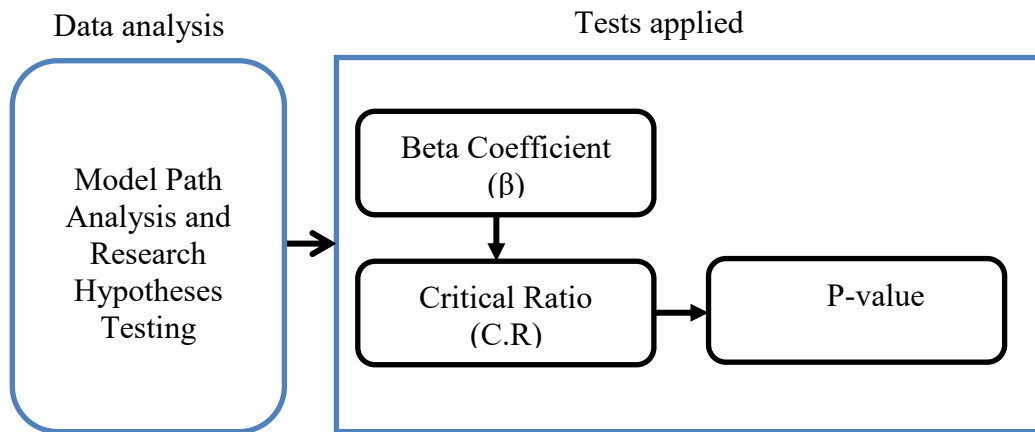 Data analysis
Tests applied
Model Path
Analysis and
Research
Hypotheses
Testing
Beta Coefficient
(β)
Critical Ratio
(C.R)
P-value